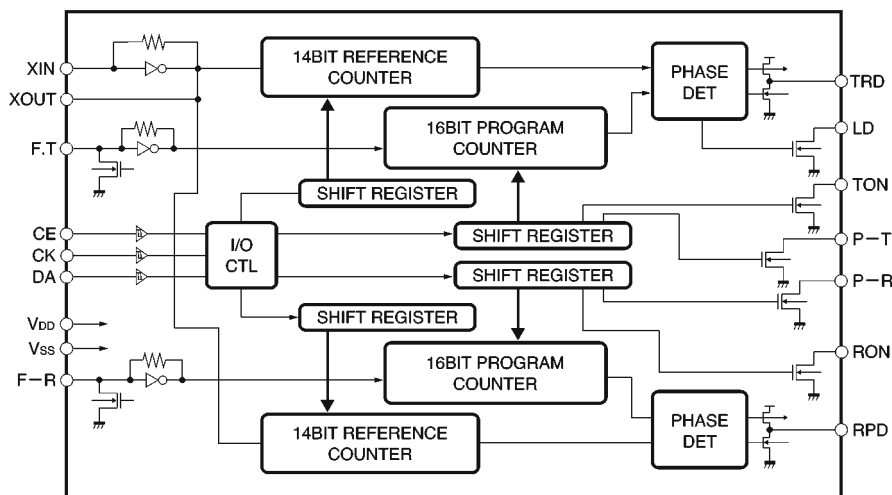 XIN
XOUT
F.T
CE
CK
DA
VDD
VSS
F–R
14BIT REFERENCE
COUNTER
16BIT PROGRAM
COUNTER
SHIFT REGISTER
I/O
CTL
SHIFT REGISTER
SHIFT REGISTER
SHIFT REGISTER
16BIT PROGRAM
COUNTER
14BIT REFERENCE
COUNTER
PHASE
DET
PHASE
DET
TRD
LD
TON
P–T
P–R
RON
RPD